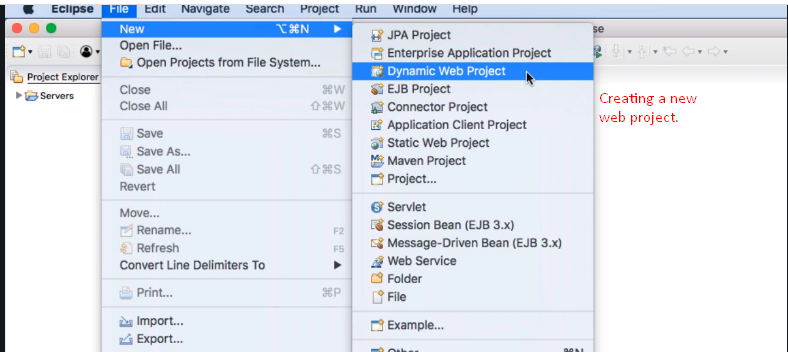 Eclipse File Edit Navigate Search Project Run Window Help
New ⌥⌘N ▶
Open File...
Open Projects from File System...
Close ⌘W
Close All ⇧⌘W
Save ⌘S
Save As...
Save All ⇧⌘S
Revert
Move...
Rename... F2
Refresh F5
Convert Line Delimiters To ▶
Print... ⌘P
Import...
Export...
Project Explorer
Servers
JPA Project
Enterprise Application Project
Dynamic Web Project
EJB Project
Connector Project
Application Client Project
Static Web Project
Maven Project
Project...
Servlet
Session Bean (EJB 3.x)
Message-Driven Bean (EJB 3.x)
Web Service
Folder
File
Example...
se
Creating a new
web project.